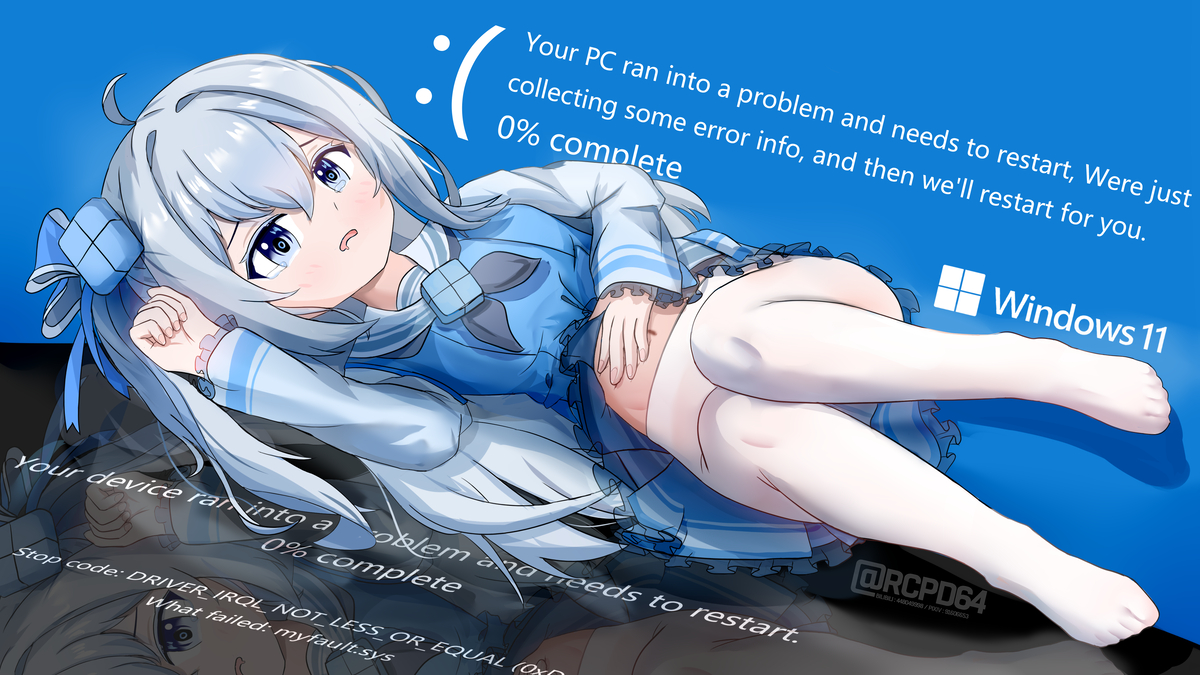 :(
Your PC ran into a problem and needs to restart, Were just
collecting some error info, and then we'll restart for you.
0% complete
Windows 11
Your device ran into a problem and needs to restart.
0% complete
Stop code: DRIVER_IRQL_NOT_LESS_OR_EQUAL (0xD
What failed: myfault.sys
@RCPD64